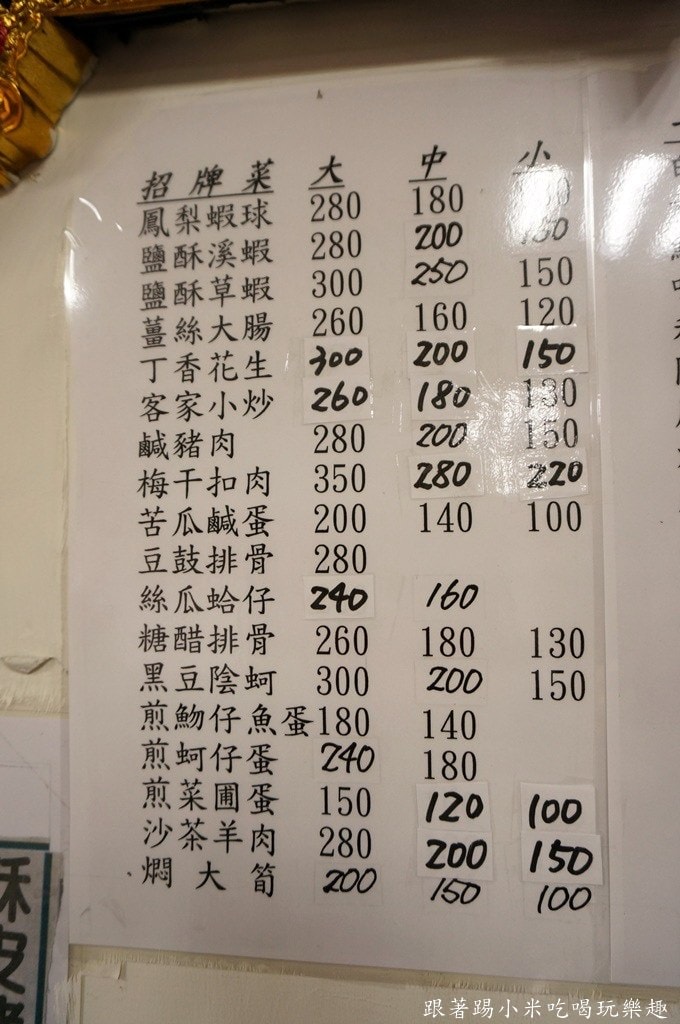 招牌菜 大 中 小
鳳梨蝦球 280 180
鹽酥溪蝦 280 200
鹽酥草蝦 300 250 150
薑絲大腸 260 160 120
丁香花生 300 200 150
客家小炒 260 180 130
鹹豬肉 280 200 150
梅干扣肉 350 280 220
苦瓜鹹蛋 200 140 100
豆鼓排骨 280
絲瓜蛤仔 240 160
糖醋排骨 260 180 130
黑豆陰蚵 300 200 150
煎魩仔魚蛋 180 140
煎蚵仔蛋 240 180
煎菜圃蛋 150 120 100
沙茶羊肉 280 200 150
燜大筍 200 150 100
酥皮
跟著踢小米吃喝玩樂趣